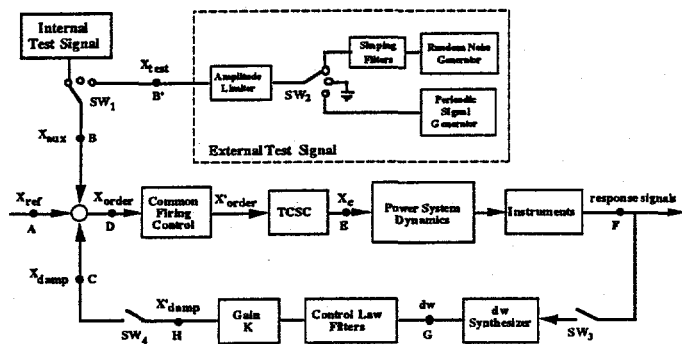 Internal
Test Signal
SW1
Xtest
B'
Amplitude
Limiter
SW2
Shaping
Filters
Random Noise
Generator
Periodic
Signal
Generator
External Test Signal
Xaux
B
Xref
A
Xorder
D
Common
Firing
Control
X'order
TCSC
Xc
E
Power System
Dynamics
Instruments
response signals
F
Xdamp
C
SW4
X'damp
H
Gain
K
Control Law
Filters
dw
G
dw
Synthesizer
SW3